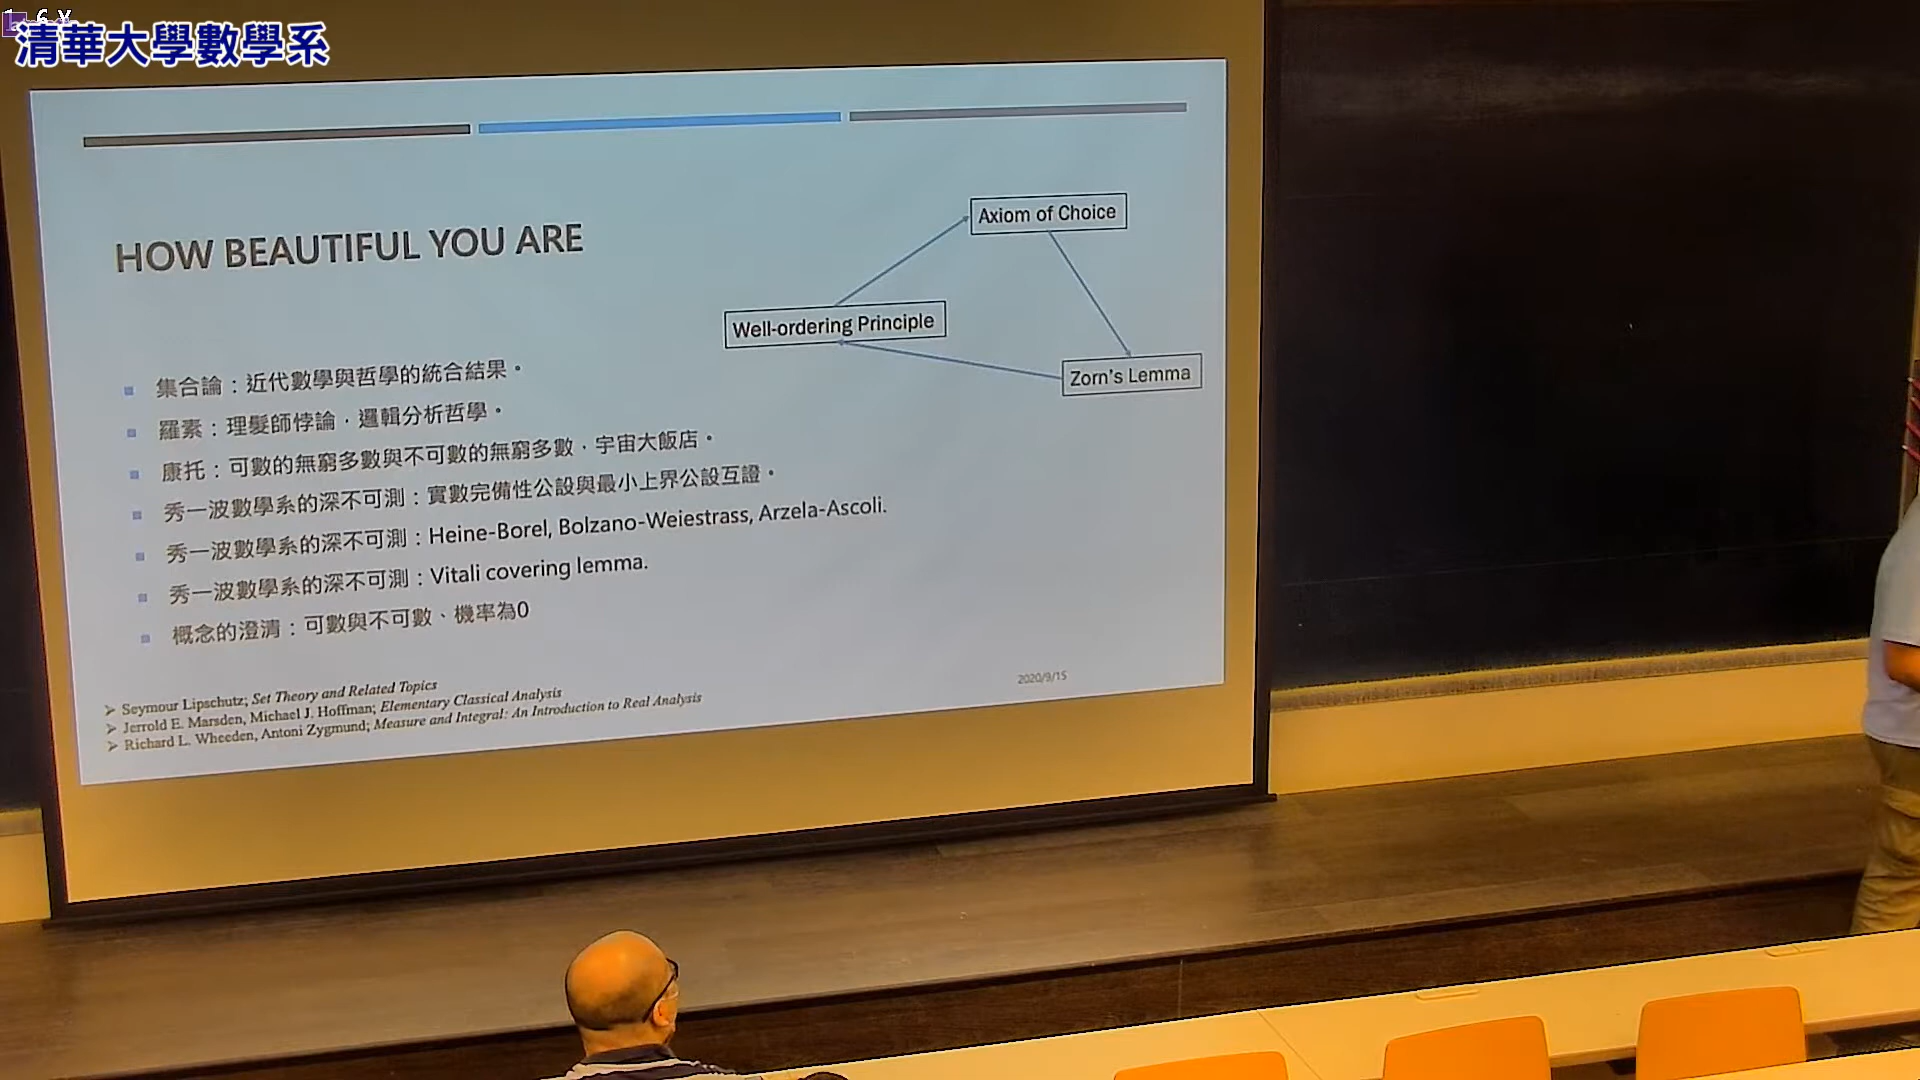 清華大學數學系
HOW BEAUTIFUL YOU ARE
Axiom of Choice
Well-ordering Principle
Zorn's Lemma
集合論：近代數學與哲學的統合結果。
羅素：理髮師悖論，邏輯分析哲學。
康托：可數的無窮多數與不可數的無窮多數，宇宙大飯店。
秀一波數學系的深不可測：實數完備性公設與最小上界公設互證。
秀一波數學系的深不可測：Heine-Borel, Bolzano-Weiestrass, Arzela-Ascoli.
秀一波數學系的深不可測：Vitali covering lemma.
概念的澄清：可數與不可數、機率為0
Seymour Lipschutz; Set Theory and Related Topics
Jerrold E. Marsden, Michael J. Hoffman; Elementary Classical Analysis
Richard L. Wheeden, Antoni Zygmund; Measure and Integral: An Introduction to Real Analysis
2020/9/15